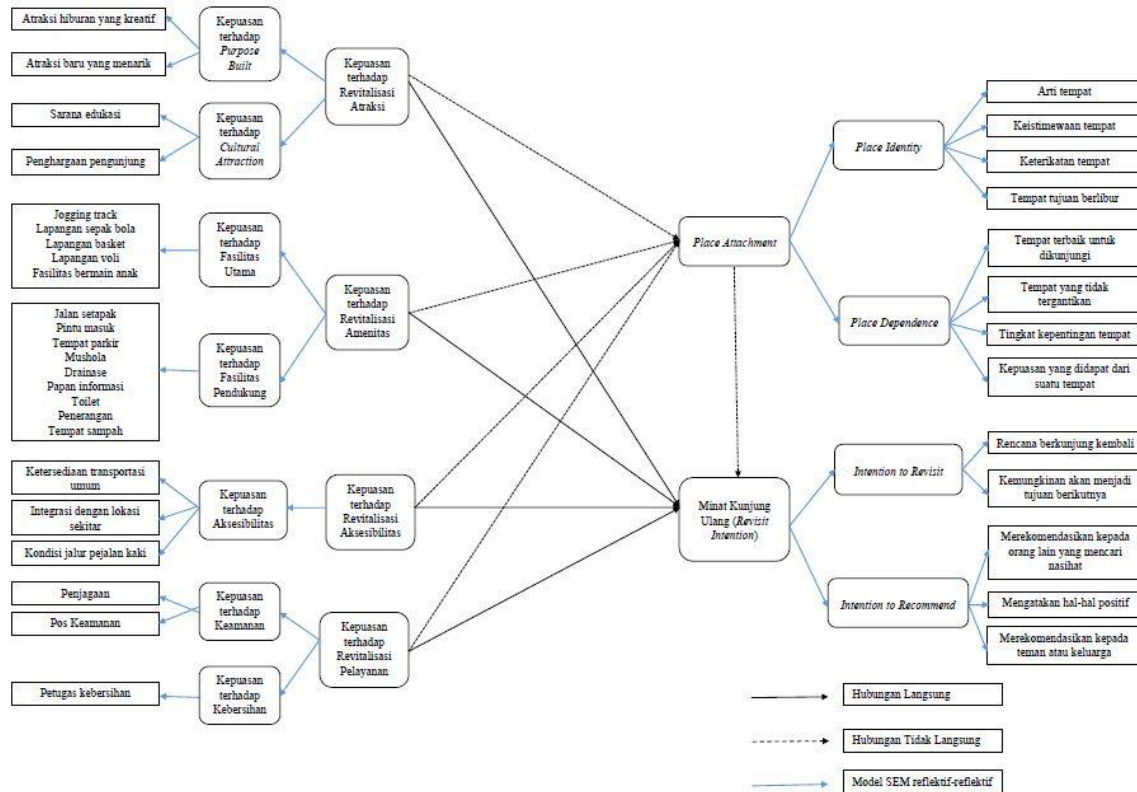 Atraksi hiburan yang kreatif
Atraksi baru yang menarik
Kepuasan
terhadap
Purpose
Built
Sarana edukasi
Penghargaan pengunjung
Kepuasan
terhadap
Cultural
Attraction
Kepuasan
terhadap
Revitalisasi
Atraksi
Jogging track
Lapangan sepak bola
Lapangan basket
Lapangan voli
Fasilitas bermain anak
Kepuasan
terhadap
Fasilitas
Utama
Jalan setapak
Pintu masuk
Tempat parkir
Mushola
Drainase
Papan informasi
Toilet
Penerangan
Tempat sampah
Kepuasan
terhadap
Fasilitas
Pendukung
Kepuasan
terhadap
Revitalisasi
Amenitas
Ketersediaan transportasi
umum
Integrasi dengan lokasi
sekitar
Kondisi jalur pejalan kaki
Kepuasan
terhadap
Aksesibilitas
Kepuasan
terhadap
Revitalisasi
Aksesibilitas
Penjagaan
Pos Keamanan
Kepuasan
terhadap
Keamanan
Petugas kebersihan
Kepuasan
terhadap
Kebersihan
Kepuasan
terhadap
Revitalisasi
Pelayanan
Place Attachment
Minat Kunjung
Ulang (Revisit
Intention)
Place Identity
Arti tempat
Keistimewaan tempat
Keterikatan tempat
Tempat tujuan berlibur
Place Dependence
Tempat terbaik untuk
dikunjungi
Tempat yang tidak
tergantikan
Tingkat kepentingan tempat
Kepuasan yang didapat dari
suatu tempat
Intention to Revisit
Rencana berkunjung kembali
Kemungkinan akan menjadi
tujuan berikutnya
Intention to Recommend
Merekomendasikan kepada
orang lain yang mencari
nasihat
Mengatakan hal-hal positif
Merekomendasikan kepada
teman atau keluarga
Hubungan Langsung
Hubungan Tidak Langsung
Model SEM reflektif-reflektif